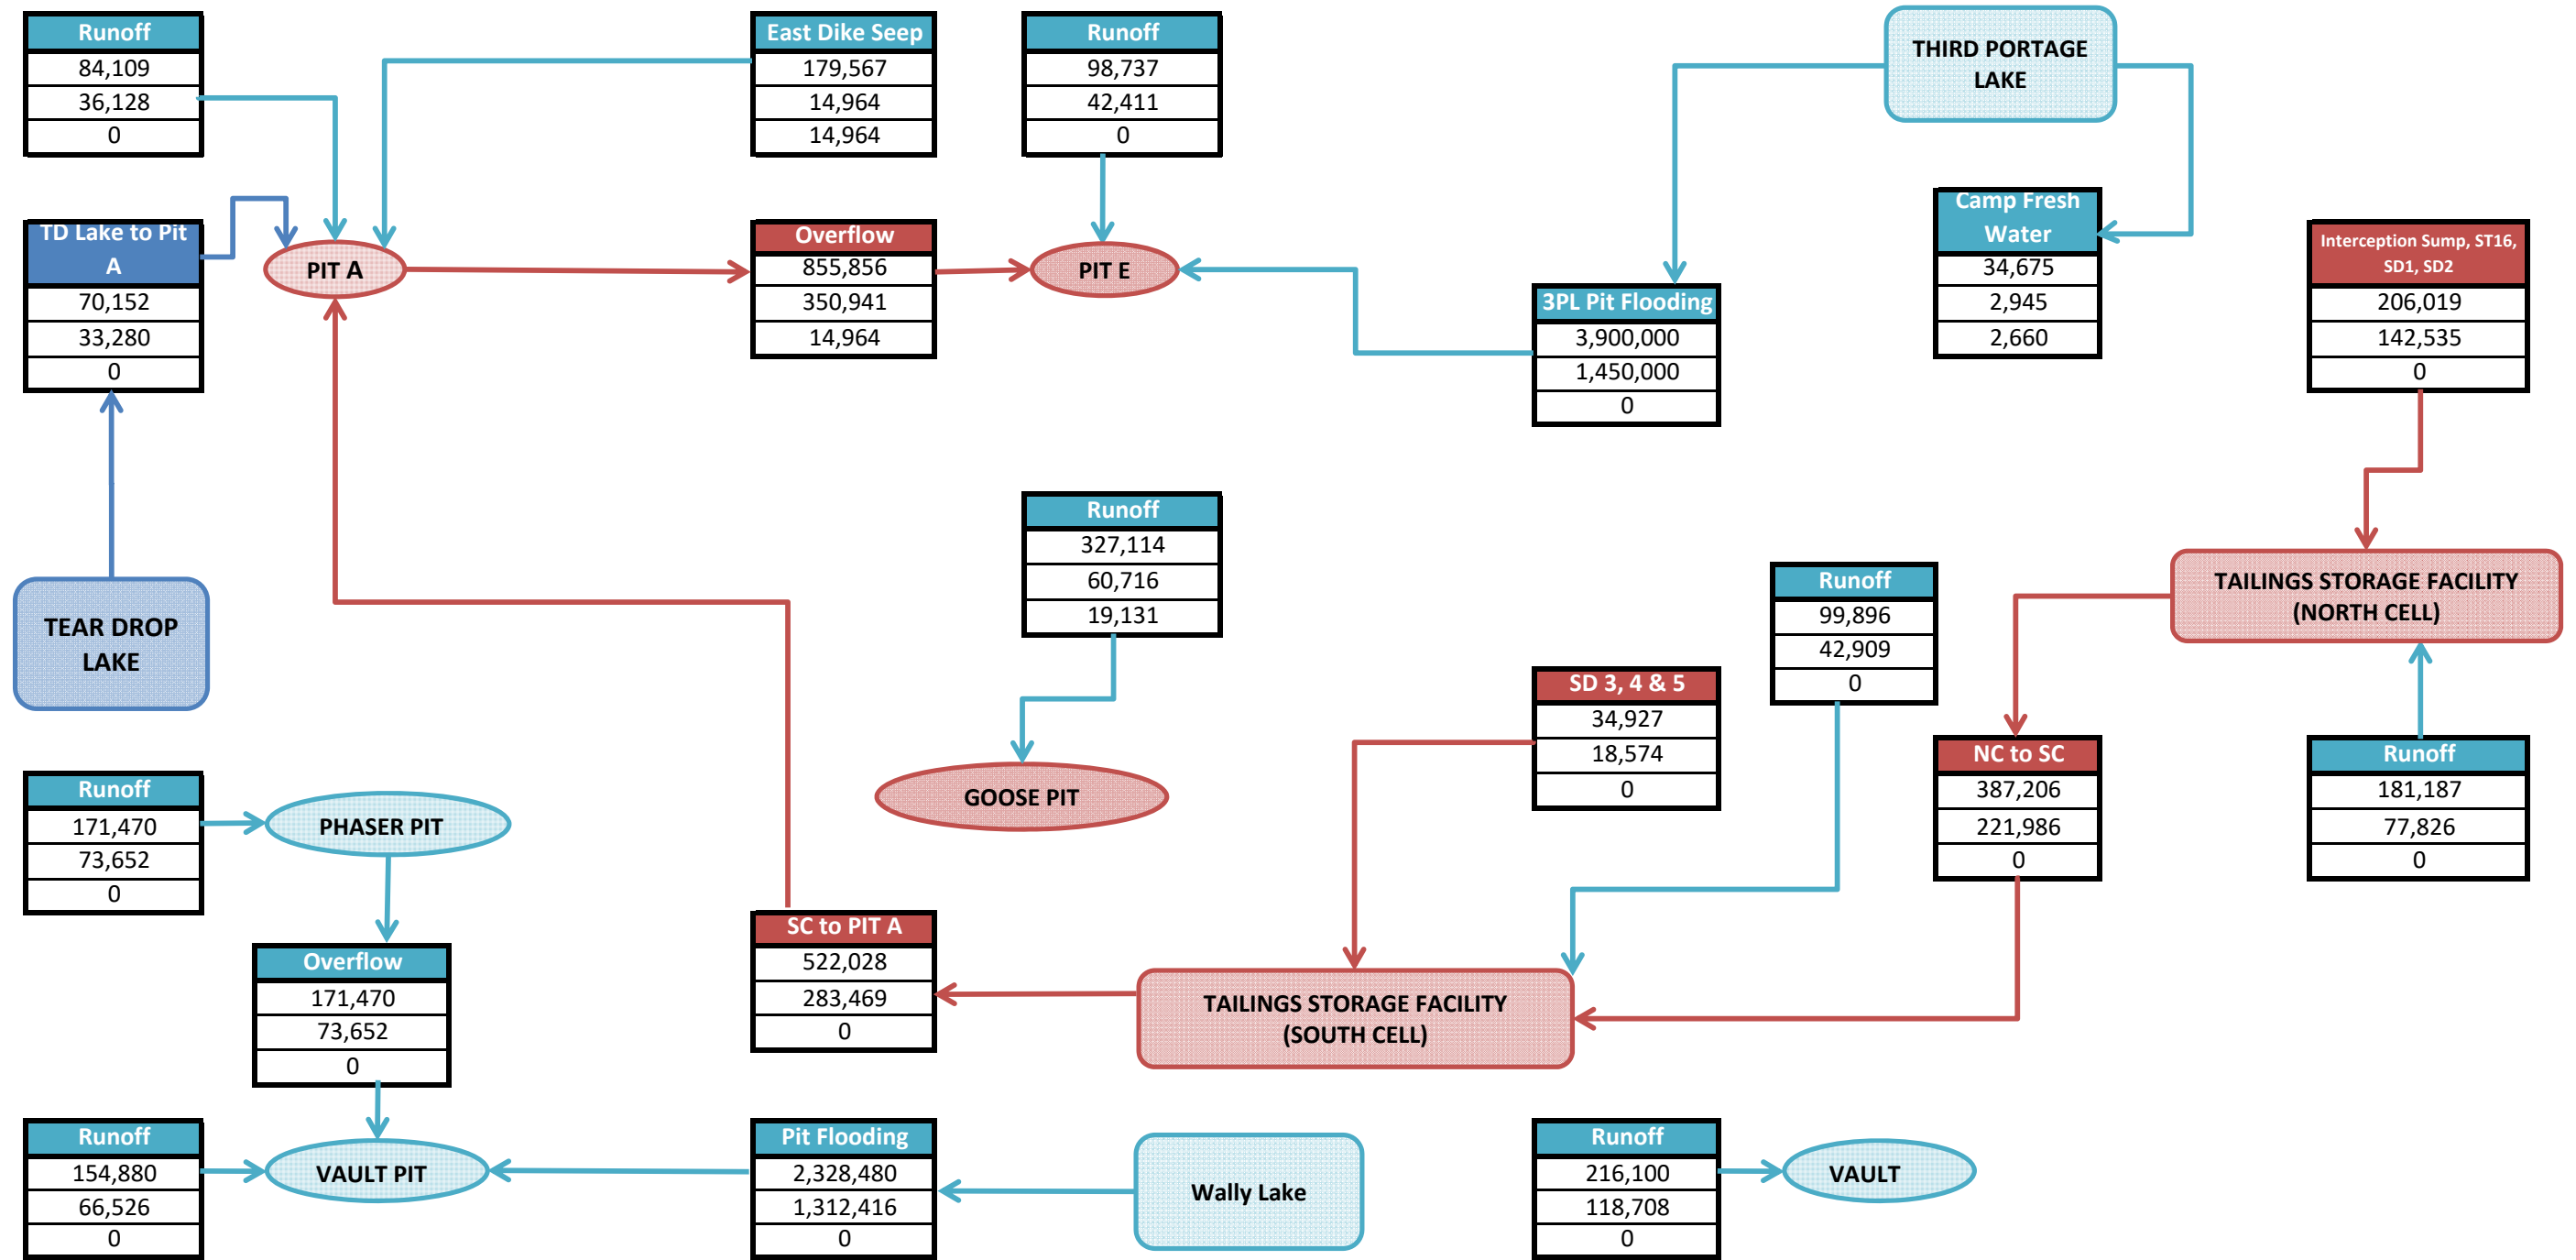 Runoff
84,109
36,128
0
East Dike Seep
179,567
14,964
14,964
Runoff
98,737
42,411
0
THIRD PORTAGE
LAKE
TD Lake to Pit
A
70,152
33,280
0
PIT A
Overflow
855,856
350,941
14,964
PIT E
3PL Pit Flooding
3,900,000
1,450,000
0
Camp Fresh
Water
34,675
2,945
2,660
Interception Sump, ST16,
SD1, SD2
206,019
142,535
0
TEAR DROP
LAKE
Runoff
327,114
60,716
19,131
GOOSE PIT
Runoff
99,896
42,909
0
TAILINGS STORAGE FACILITY
(NORTH CELL)
SD 3, 4 & 5
34,927
18,574
0
NC to SC
387,206
221,986
0
Runoff
181,187
77,826
0
Runoff
171,470
73,652
0
PHASER PIT
Overflow
171,470
73,652
0
SC to PIT A
522,028
283,469
0
TAILINGS STORAGE FACILITY
(SOUTH CELL)
Runoff
154,880
66,526
0
VAULT PIT
Pit Flooding
2,328,480
1,312,416
0
Wally Lake
Runoff
216,100
118,708
0
VAULT